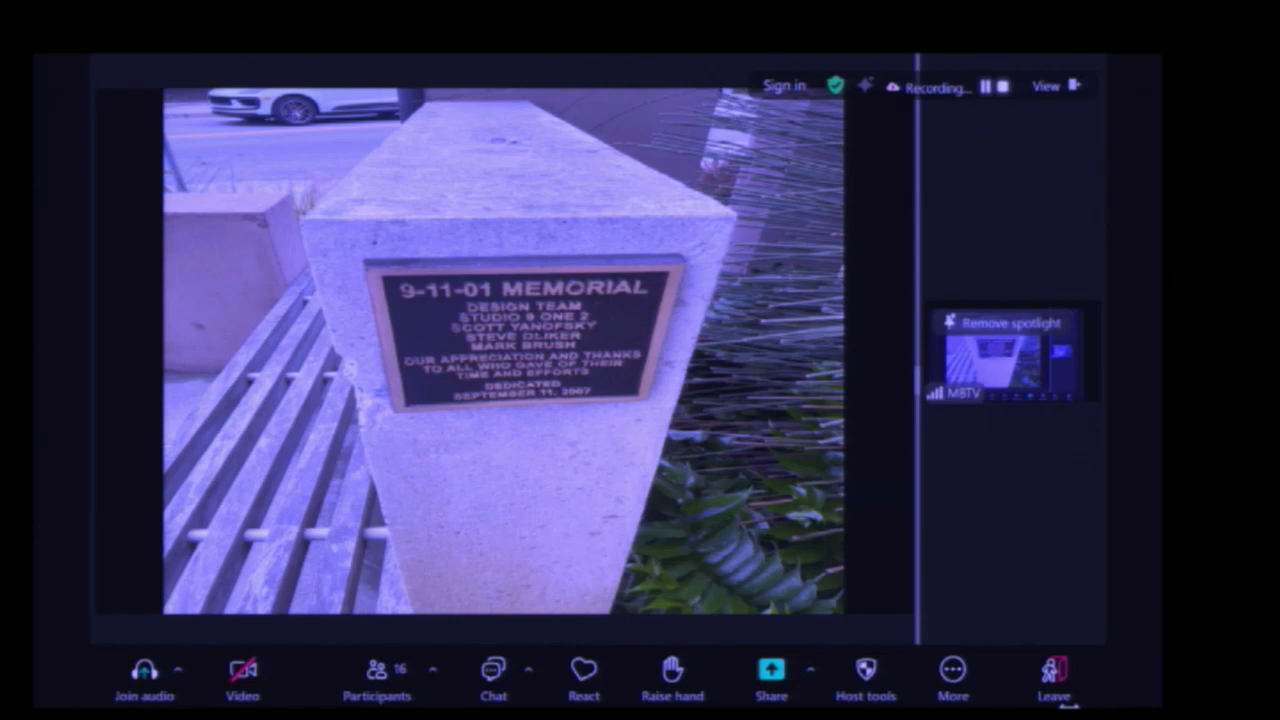 Sign in
Recording...
View
9-11-01 MEMORIAL
DESIGN TEAM
STUDIO 9 ONE 2
SCOTT YANOFSKY
STEVE OLIKER
MARK BRUSH
OUR APPRECIATION AND THANKS
TO ALL WHO GAVE OF THEIR
TIME AND EFFORTS
DEDICATED
SEPTEMBER 11, 2007
Remove spotlight
MBTV
Join audio
Video
Participants
16
Chat
React
Raise hand
Share
Host tools
More
Leave